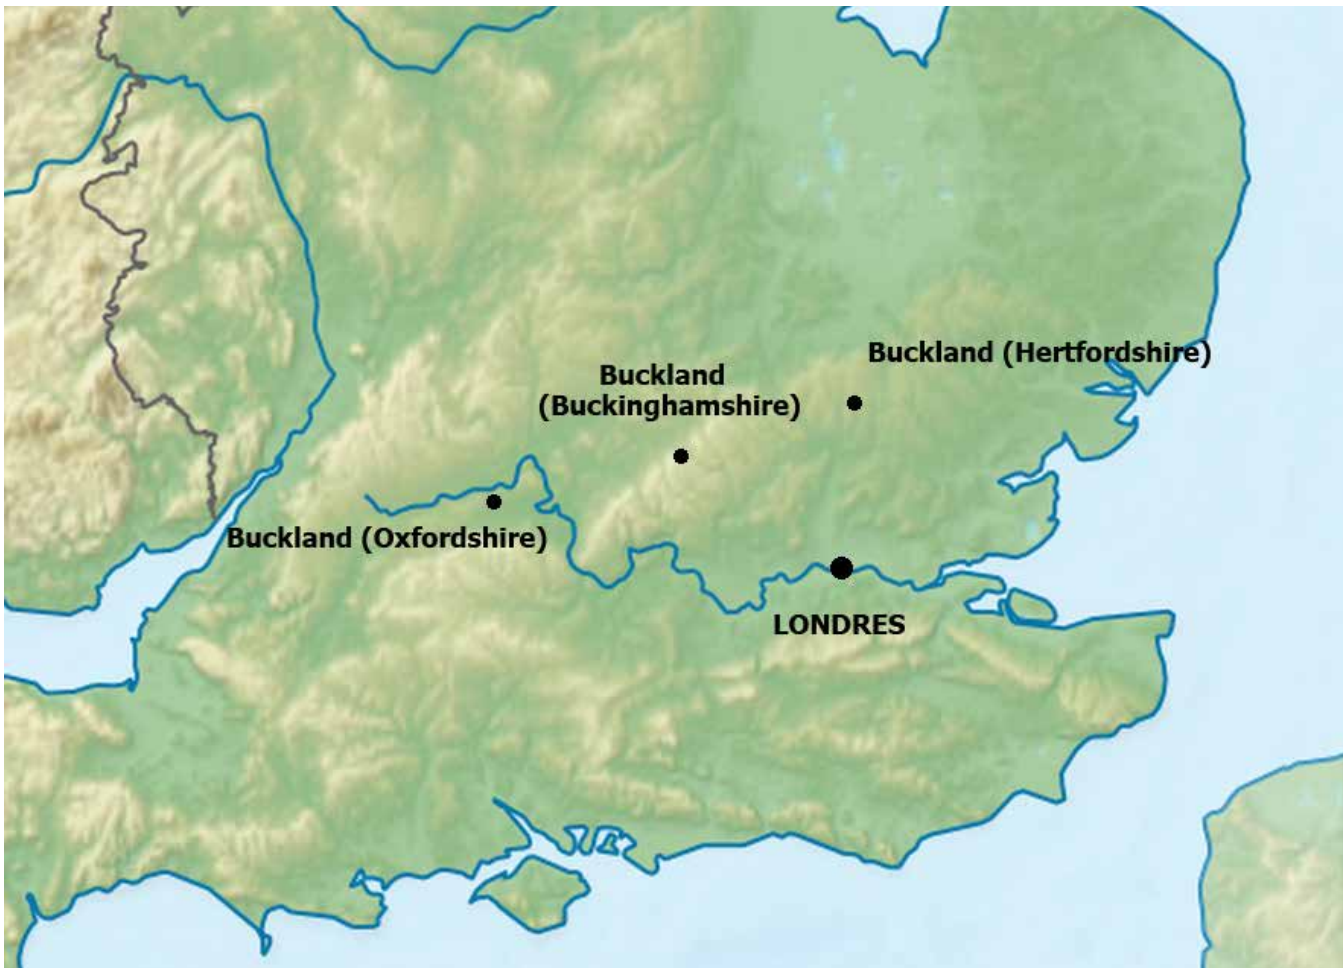 Buckland (Hertfordshire)
Buckland
(Buckinghamshire)
Buckland (Oxfordshire)
LONDRES